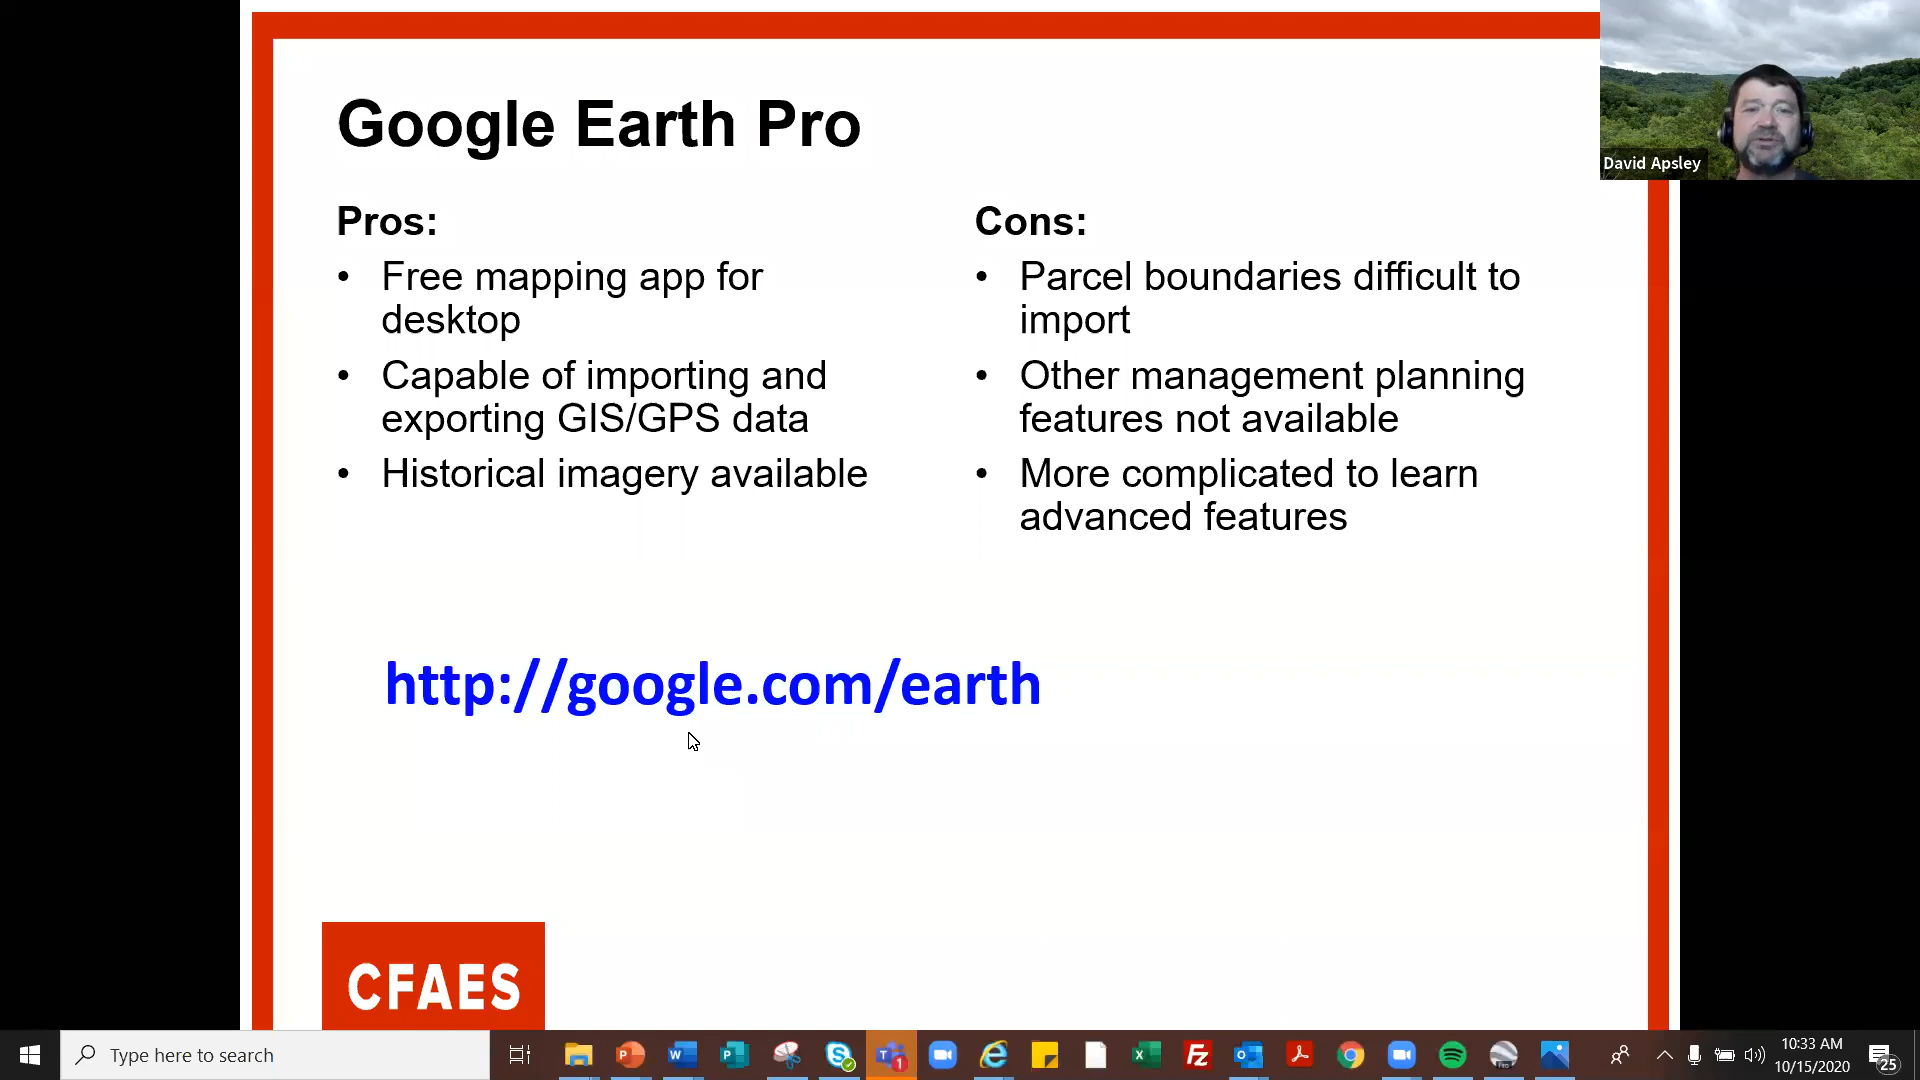 Google Earth Pro
David Apsley
Pros:
• Free mapping app for
desktop
• Capable of importing and
exporting GIS/GPS data
• Historical imagery available
Cons:
• Parcel boundaries difficult to
import
• Other management planning
features not available
• More complicated to learn
advanced features
http://google.com/earth
CFAES
Type here to search
10:33 AM
10/15/2020
25